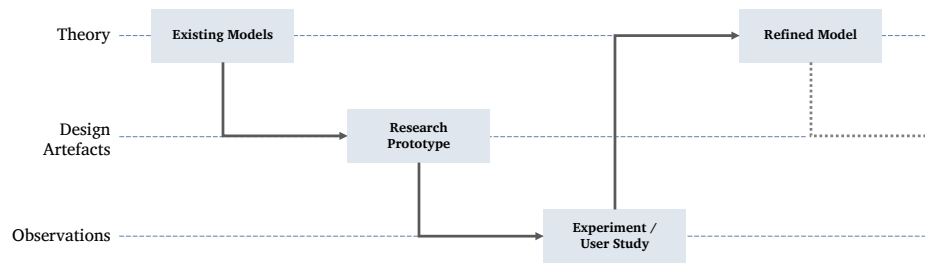 Theory
Existing Models
Refined Model
Design
Artefacts
Research
Prototype
Observations
Experiment /
User Study